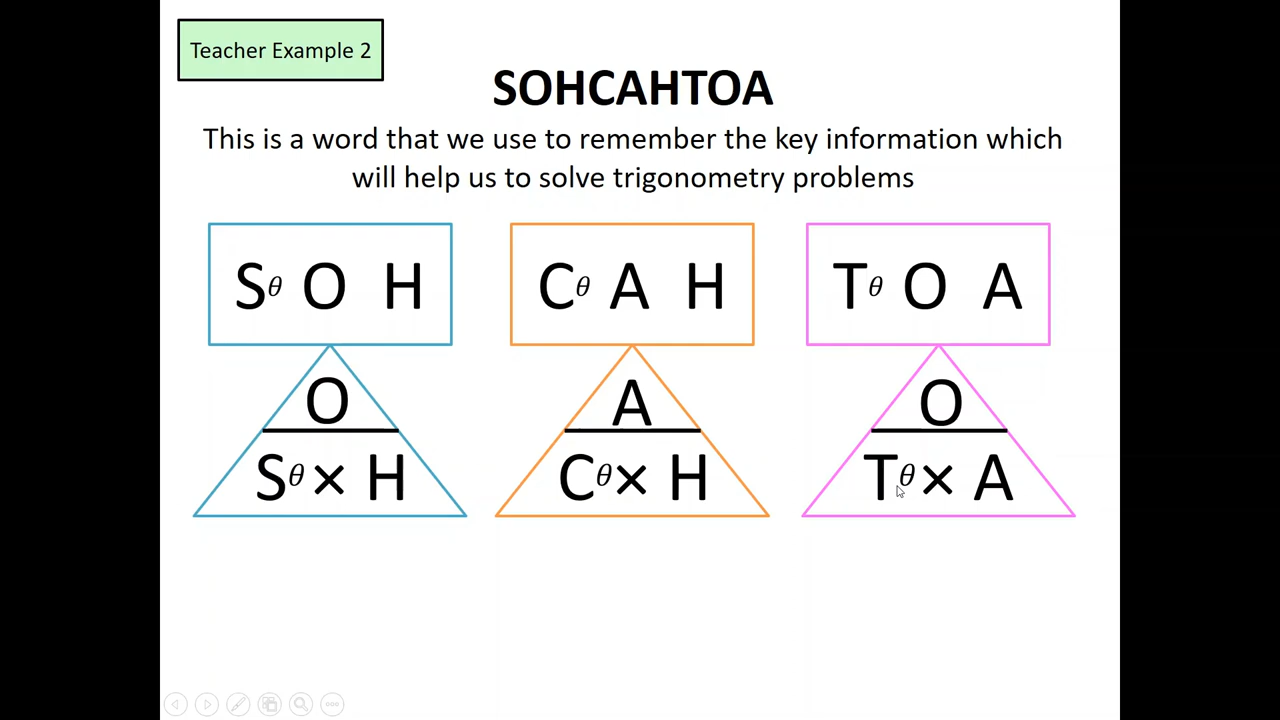 Teacher Example 2
SOHCAHTOA
This is a word that we use to remember the key information which
will help us to solve trigonometry problems
Sθ O H
Cθ A H
Tθ O A
O
Sθ × H
A
Cθ × H
O
Tθ × A